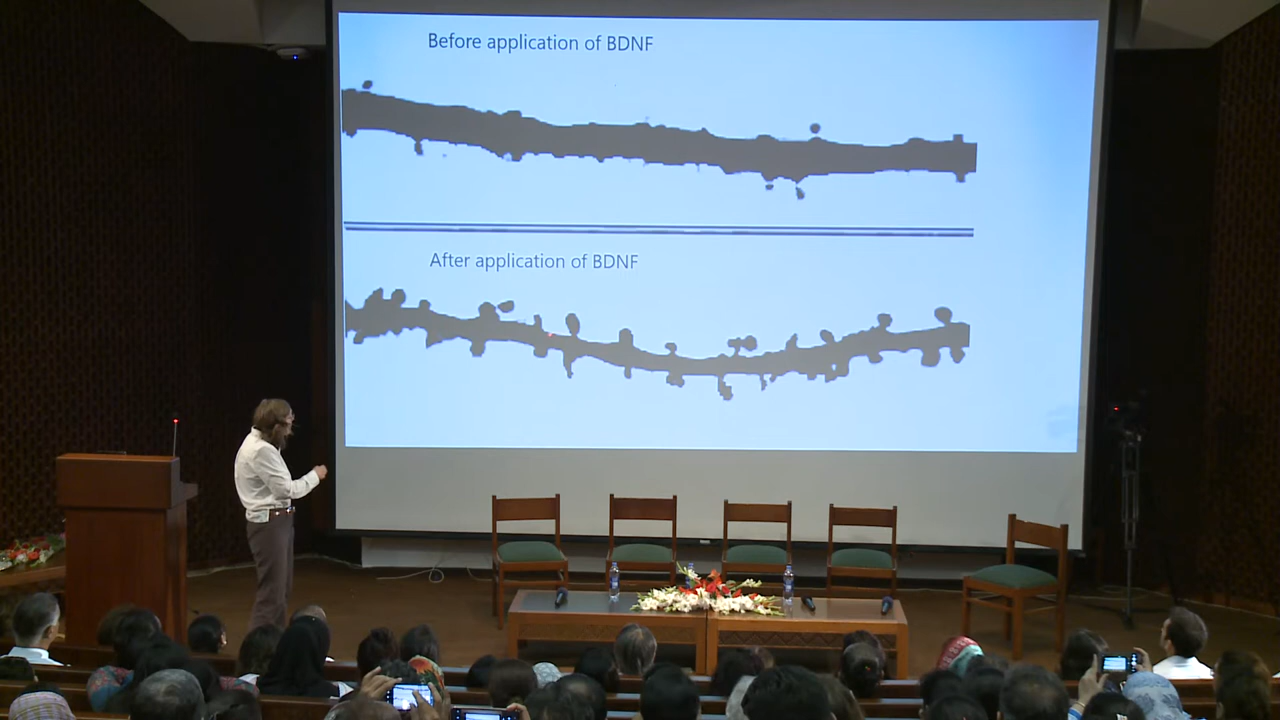 Before application of BDNF
After application of BDNF